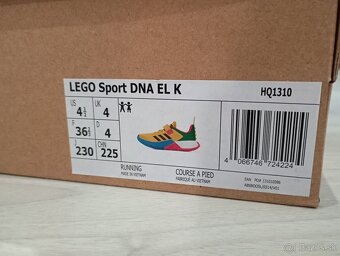 LEGO Sport DNA EL K HQ1310
US 4½ UK 4
F 36⅔ D 4
J 230 CHN 225
RUNNING
FABRIQUÉ AU VIETNAM
MADE IN VIETNAM
COURSE A PIED
4 066746 724224